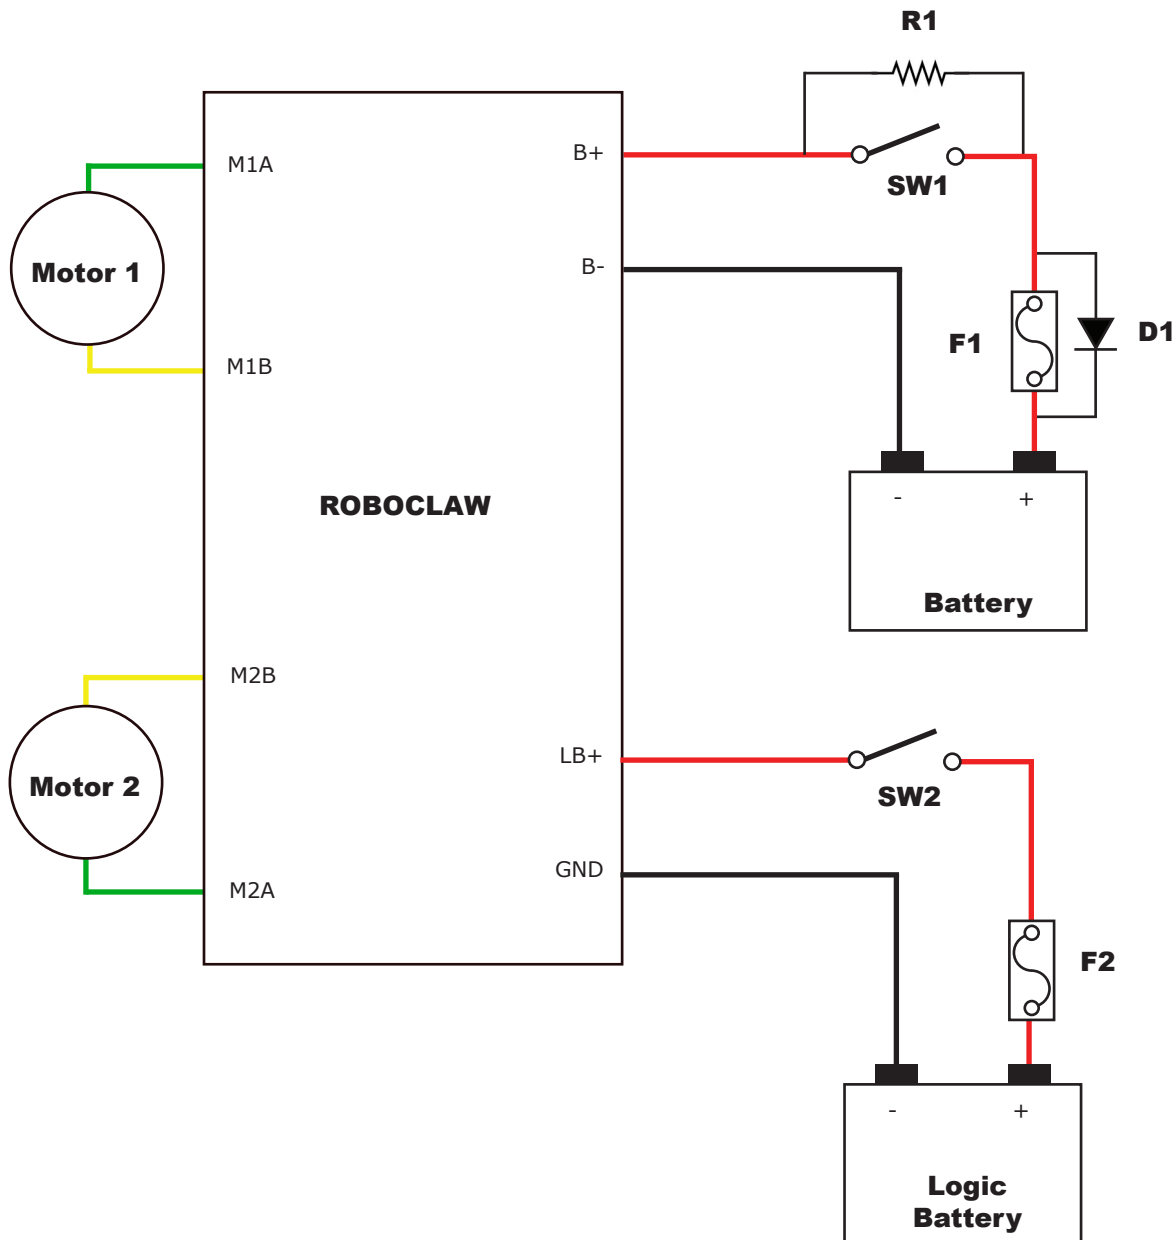 R1
M1A
B+
SW1
B-
Motor 1
F1
D1
M1B
-
+
ROBOCLAW
Battery
M2B
LB+
Motor 2
SW2
GND
M2A
F2
-
+
Logic
Battery